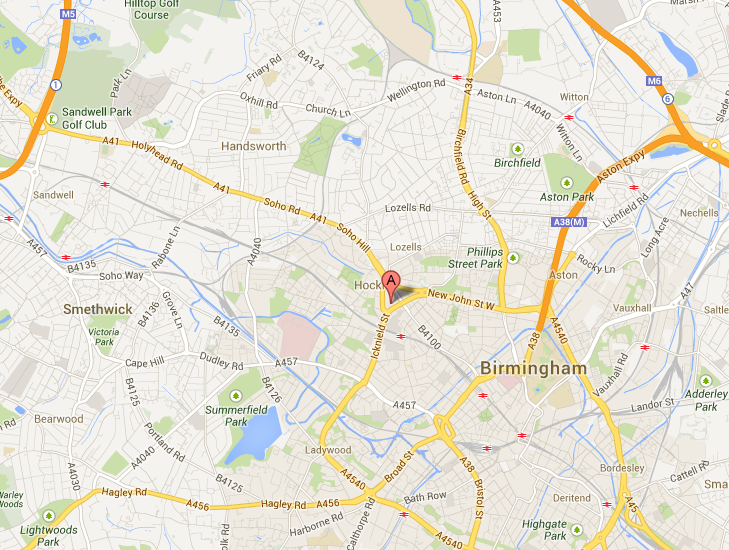 Hilltop Golf
Course
M5
A453
Park Ln
Friary Rd
B4124
M6
1
Sandwell Park
Golf Club
Oxhill Rd
Church Ln
Wellington Rd
A34
Aston Ln
A4040
Witton
6
Slade
A41
Holyhead Rd
Handsworth
Birchfield Rd
Witton Ln
Birchfield
Aston Expy
A41
Sandwell
Soho Rd
A41
Lozells Rd
High St
Aston Park
Lichfield Rd
Nechells
A38(M)
Soho Hill
Lozells
Long Acre
A457
Rabone Ln
A4040
Phillips
Street Park
Rocky Ln
B4135
Soho Way
Aston
A
A47
Smethwick
B4136
Grove Ln
B4135
New John St W
Vauxhall
Victoria
Park
Icknield St
B4100
A38
A4540
Cape Hill
Dudley Rd
A457
Birmingham
Vauxhall Rd
B4125
B4126
Summerfield
Park
A457
Landor St
Adderley
Park
Bearwood
Portland Rd
A4040
Ladywood
Broad St
A38
A4030
B4125
A4540
Bordesley
Cattell Rd
Hagley Rd
A456
Hagley Rd
A456
Bath Row
Bristol St
Deritend
A45
Lightwoods
Park
Harborne Rd
Calthorpe Rd
A4540
Highgate
Park